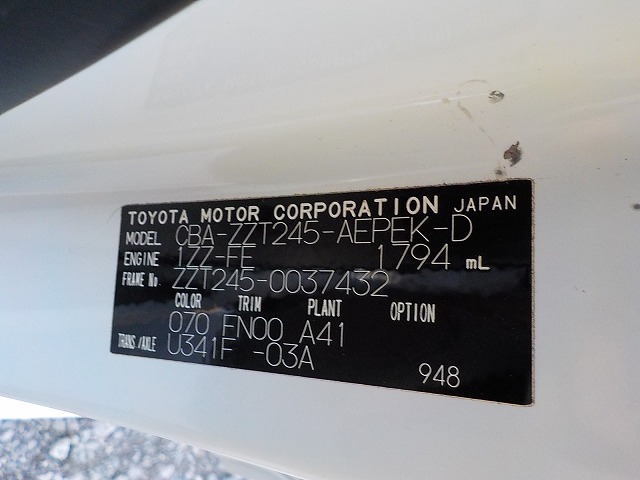 TOYOTA MOTOR CORPORATION JAPAN
MODEL CBA-ZZT245-AEPEK-D
ENGINE 1ZZ-FE 1794 mL
FRAME No. ZZT245-0037432
COLOR TRIM PLANT OPTION
070 FN00 A41
TRANS/AXLE U341F -03A
948